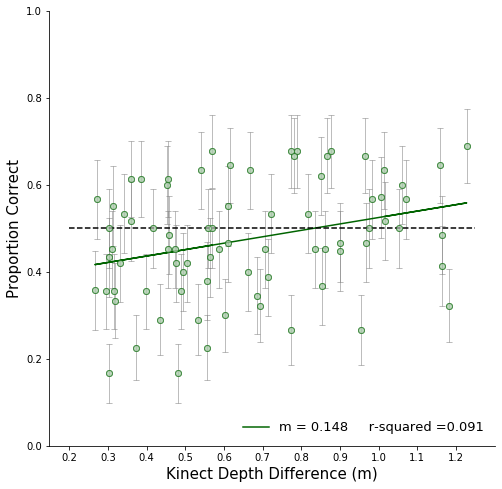 1.0
0.8
0.6
0.4
0.2
0.0
Proportion Correct
m = 0.148 r-squared =0.091
0.2 0.3 0.4 0.5 0.6 0.7 0.8 0.9 1.0 1.1 1.2
Kinect Depth Difference (m)